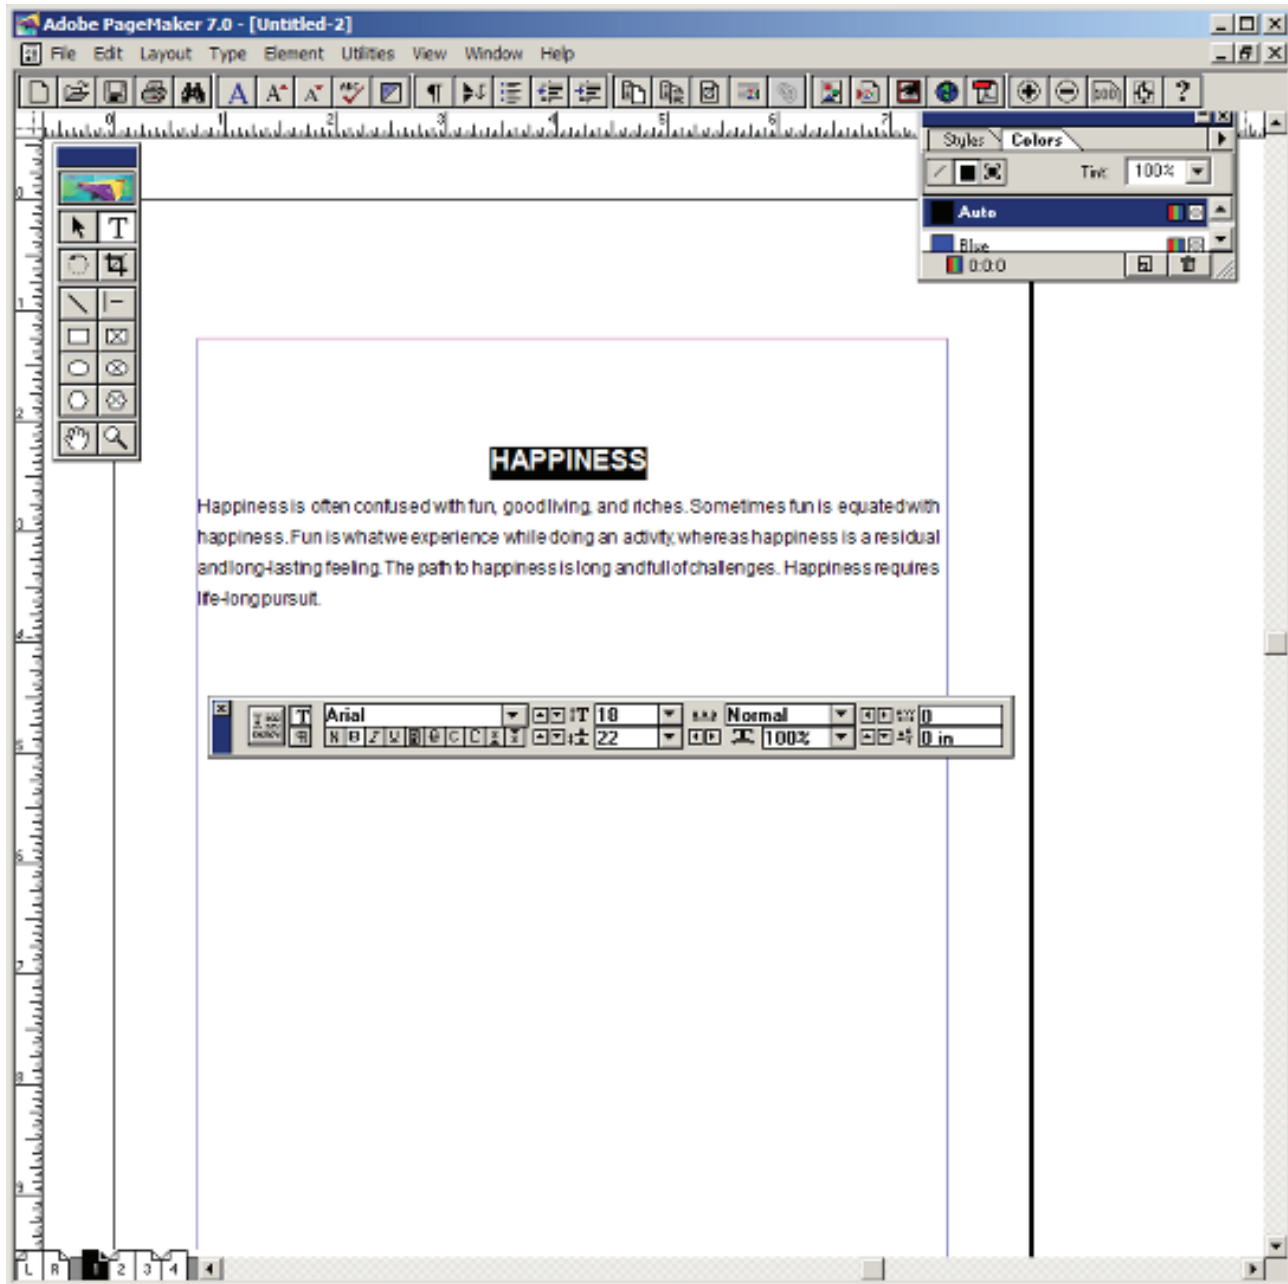 Adobe PageMaker 7.0 - [Untitled-2]
File Edit Layout Type Element Utilities View Window Help
Styles Colors
Tint: 100%
Auto
Blue
0:0:0
T
HAPPINESS
Happiness is often confused with fun, good living, and riches. Sometimes fun is equated with
happiness. Fun is what we experience while doing an activity, whereas happiness is a residual
and long-lasting feeling. The path to happiness is long and full of challenges. Happiness requires
life-long pursuit.
Arial 18 Normal 0
N B I U R 22 100% 0 in
L R 1 2 3 4